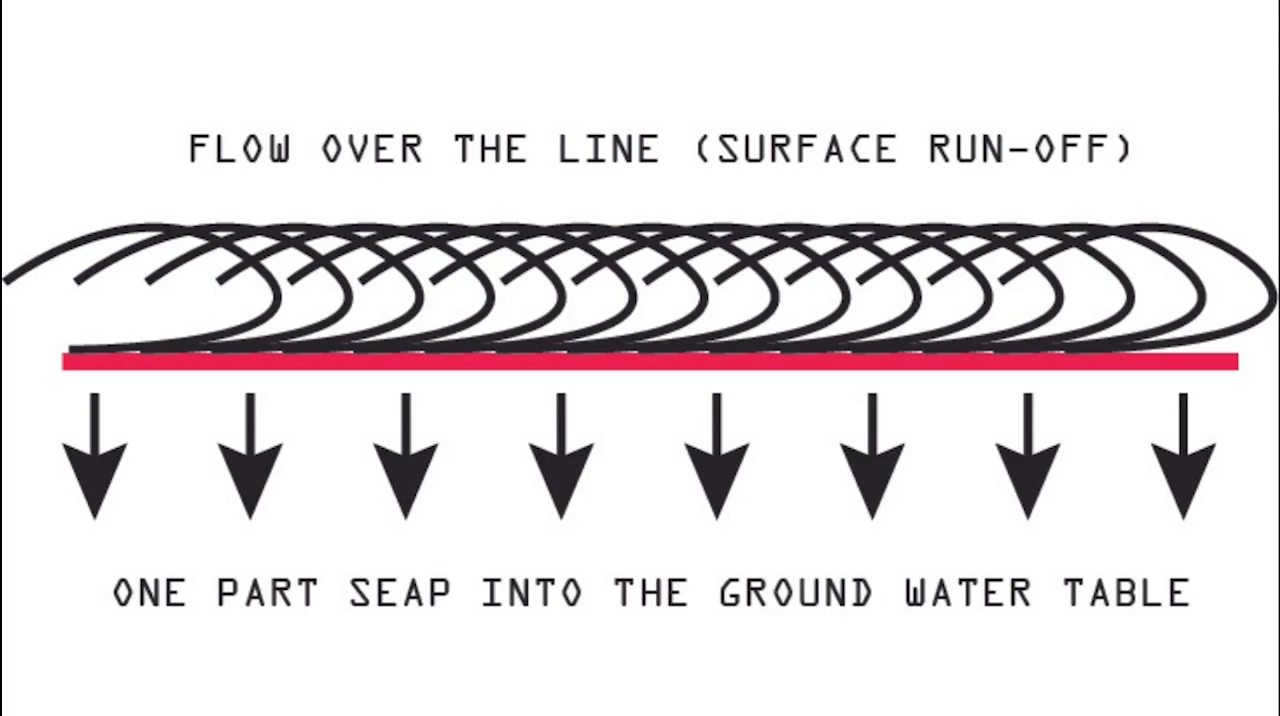 FLOW OVER THE LINE (SURFACE RUN-OFF)
ONE PART SEAP INTO THE GROUND WATER TABLE